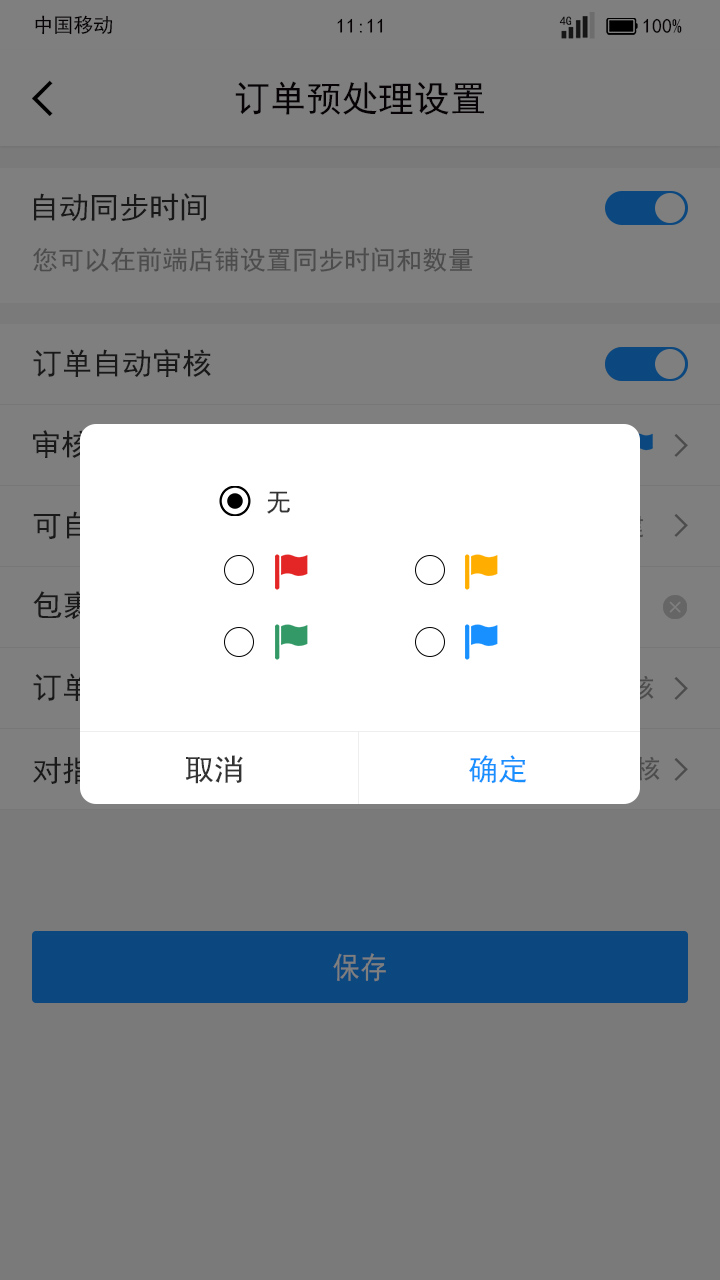 中国移动 11:11 4G 100%
订单预处理设置
自动同步时间
您可以在前端店铺设置同步时间和数量
订单自动审核
审核
可自
包裹
订单 核
对指 核
无
取消 确定
保存